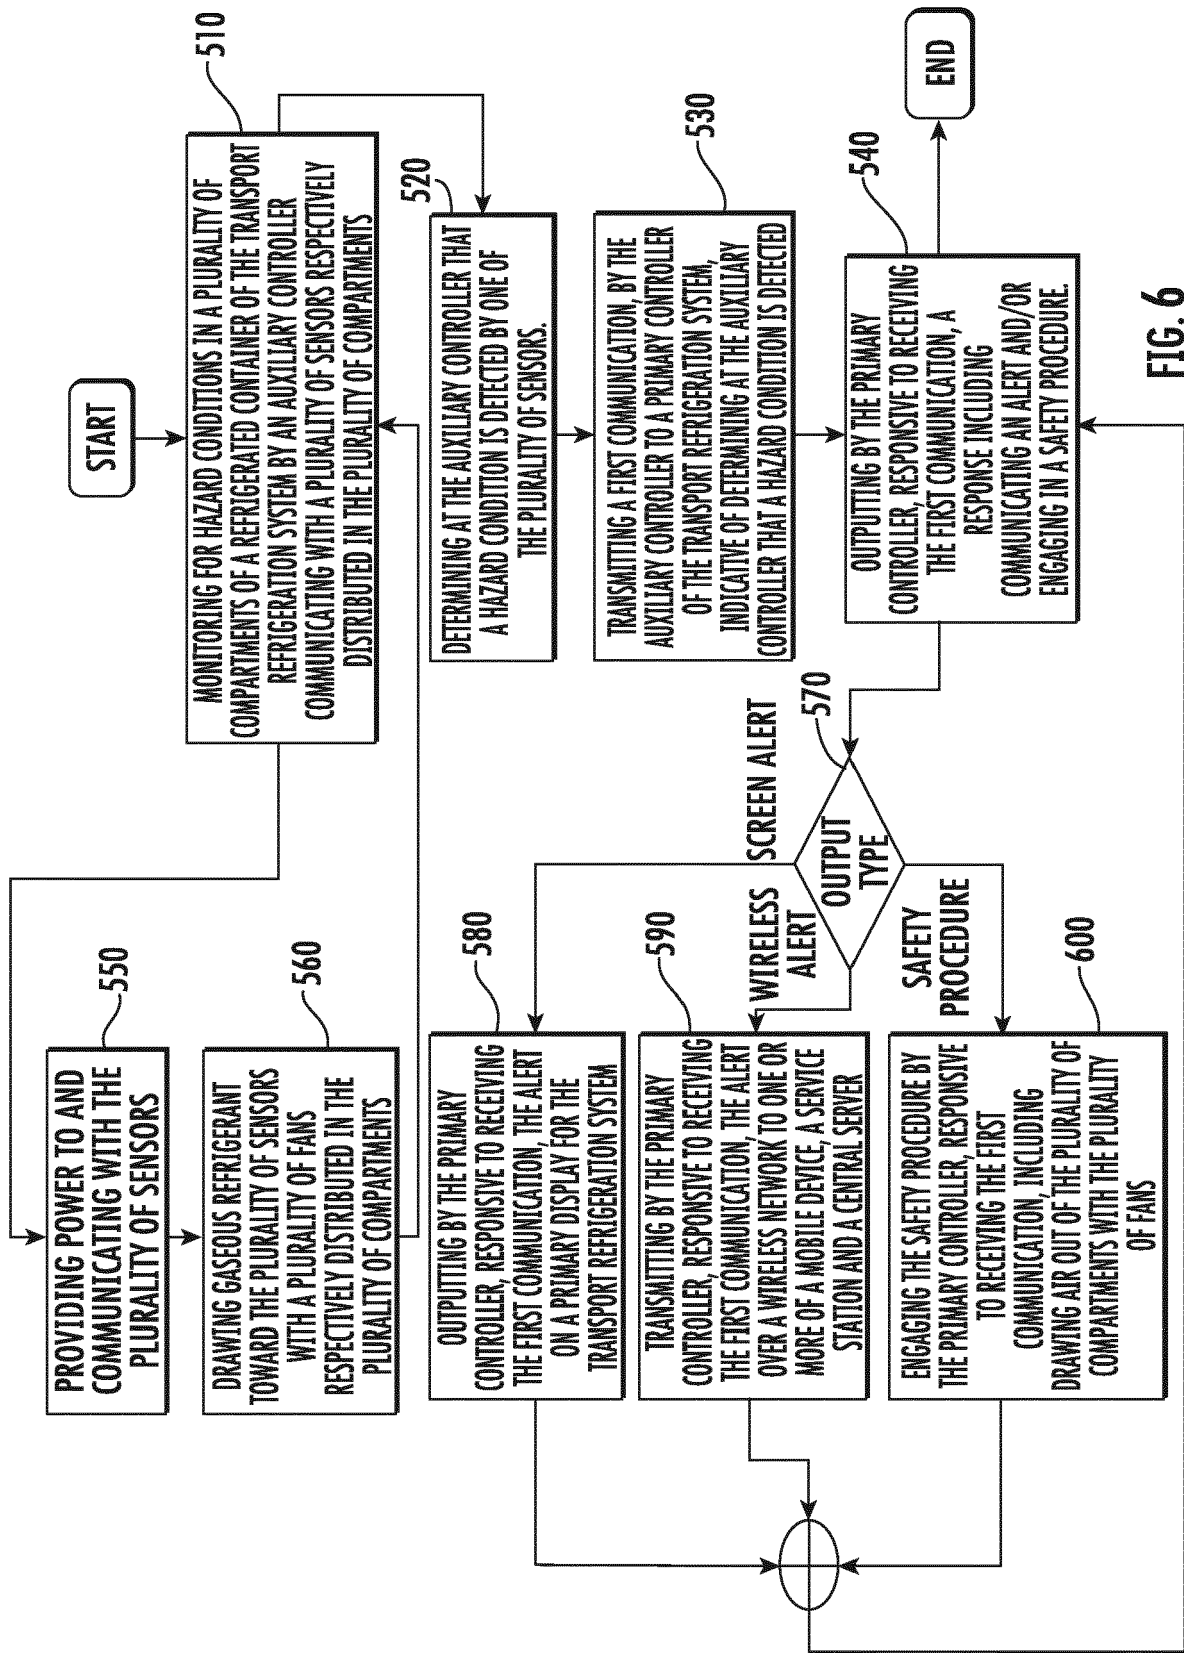 START
510
MONITORING FOR HAZARD CONDITIONS IN A PLURALITY OF
COMPARTMENTS OF A REFRIGERATED CONTAINER OF THE TRANSPORT
REFRIGERATION SYSTEM BY AN AUXILIARY CONTROLLER
COMMUNICATING WITH A PLURALITY OF SENSORS RESPECTIVELY
DISTRIBUTED IN THE PLURALITY OF COMPARTMENTS
520
DETERMINING AT THE AUXILIARY CONTROLLER THAT
A HAZARD CONDITION IS DETECTED BY ONE OF
THE PLURALITY OF SENSORS.
530
TRANSMITTING A FIRST COMMUNICATION, BY THE
AUXILIARY CONTROLLER TO A PRIMARY CONTROLLER
OF THE TRANSPORT REFRIGERATION SYSTEM,
INDICATIVE OF DETERMINING AT THE AUXILIARY
CONTROLLER THAT A HAZARD CONDITION IS DETECTED
540
OUTPUTTING BY THE PRIMARY
CONTROLLER, RESPONSIVE TO RECEIVING
THE FIRST COMMUNICATION, A
RESPONSE INCLUDING
COMMUNICATING AN ALERT AND/OR
ENGAGING IN A SAFETY PROCEDURE.
END
550
PROVIDING POWER TO AND
COMMUNICATING WITH THE
PLURALITY OF SENSORS
560
DRAWING GASEOUS REFRIGERANT
TOWARD THE PLURALITY OF SENSORS
WITH A PLURALITY OF FANS
RESPECTIVELY DISTRIBUTED IN THE
PLURALITY OF COMPARTMENTS
570
OUTPUT
TYPE
SCREEN ALERT
WIRELESS
ALERT
SAFETY
PROCEDURE
580
OUTPUTTING BY THE PRIMARY
CONTROLLER, RESPONSIVE TO RECEIVING
THE FIRST COMMUNICATION, THE ALERT
ON A PRIMARY DISPLAY FOR THE
TRANSPORT REFRIGERATION SYSTEM
590
TRANSMITTING BY THE PRIMARY
CONTROLLER, RESPONSIVE TO RECEIVING
THE FIRST COMMUNICATION, THE ALERT
OVER A WIRELESS NETWORK TO ONE OR
MORE OF A MOBILE DEVICE, A SERVICE
STATION AND A CENTRAL SERVER
600
ENGAGING THE SAFETY PROCEDURE BY
THE PRIMARY CONTROLLER, RESPONSIVE
TO RECEIVING THE FIRST
COMMUNICATION, INCLUDING
DRAWING AIR OUT OF THE PLURALITY OF
COMPARTMENTS WITH THE PLURALITY
OF FANS
FIG. 6